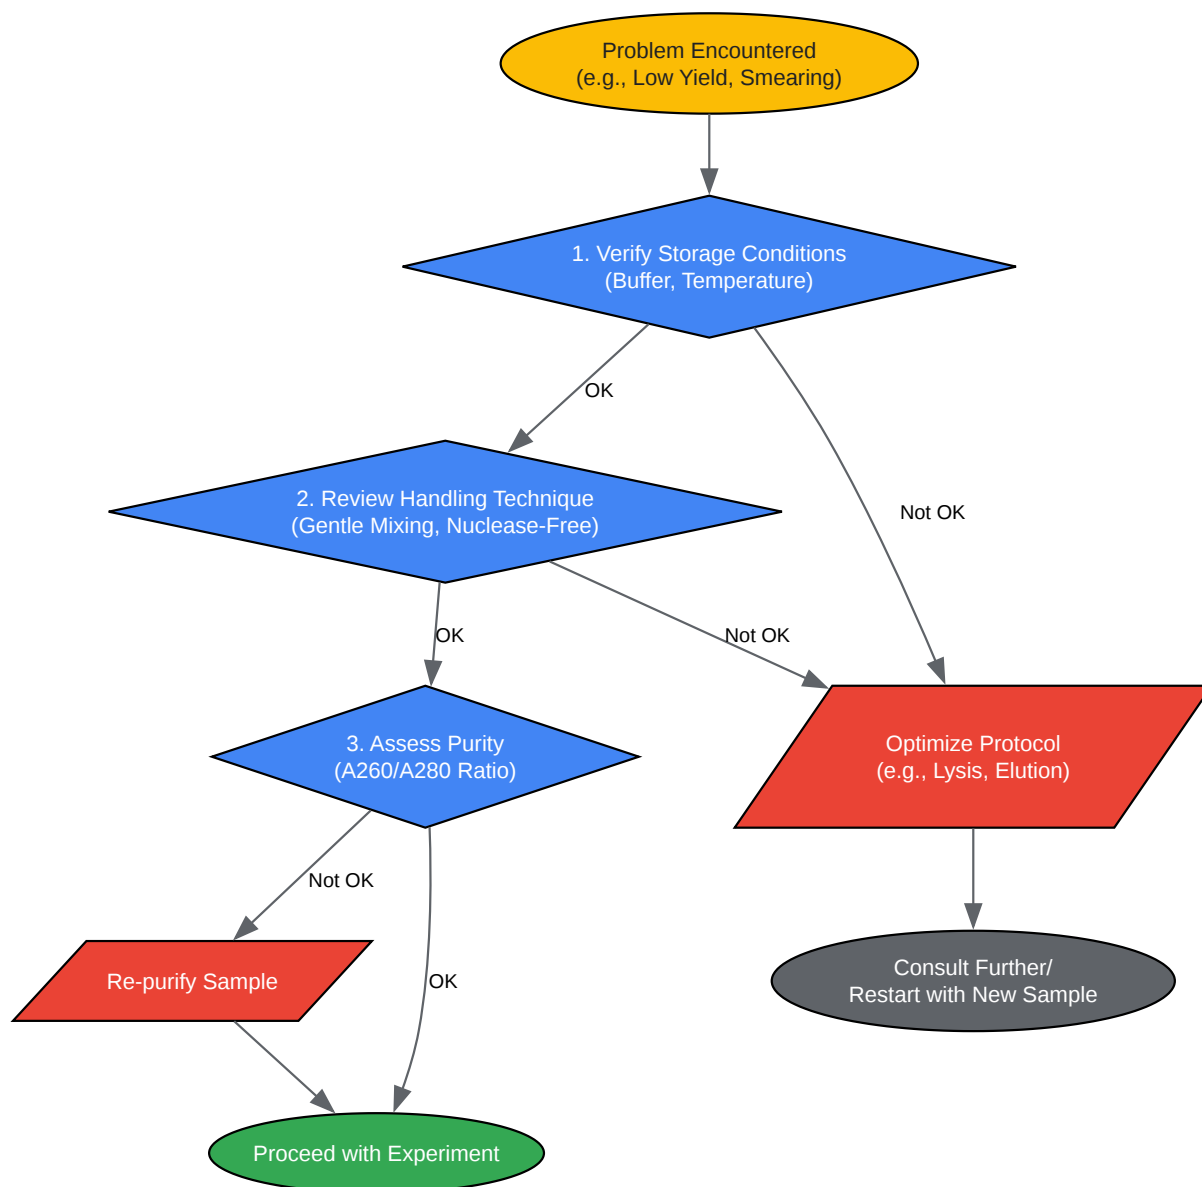 Problem Encountered
(e.g., Low Yield, Smearing)
1. Verify Storage Conditions
(Buffer, Temperature)
OK
Not OK
2. Review Handling Technique
(Gentle Mixing, Nuclease-Free)
OK
Not OK
3. Assess Purity
(A260/A280 Ratio)
Optimize Protocol
(e.g., Lysis, Elution)
Not OK
OK
Re-purify Sample
Consult Further/
Restart with New Sample
Proceed with Experiment